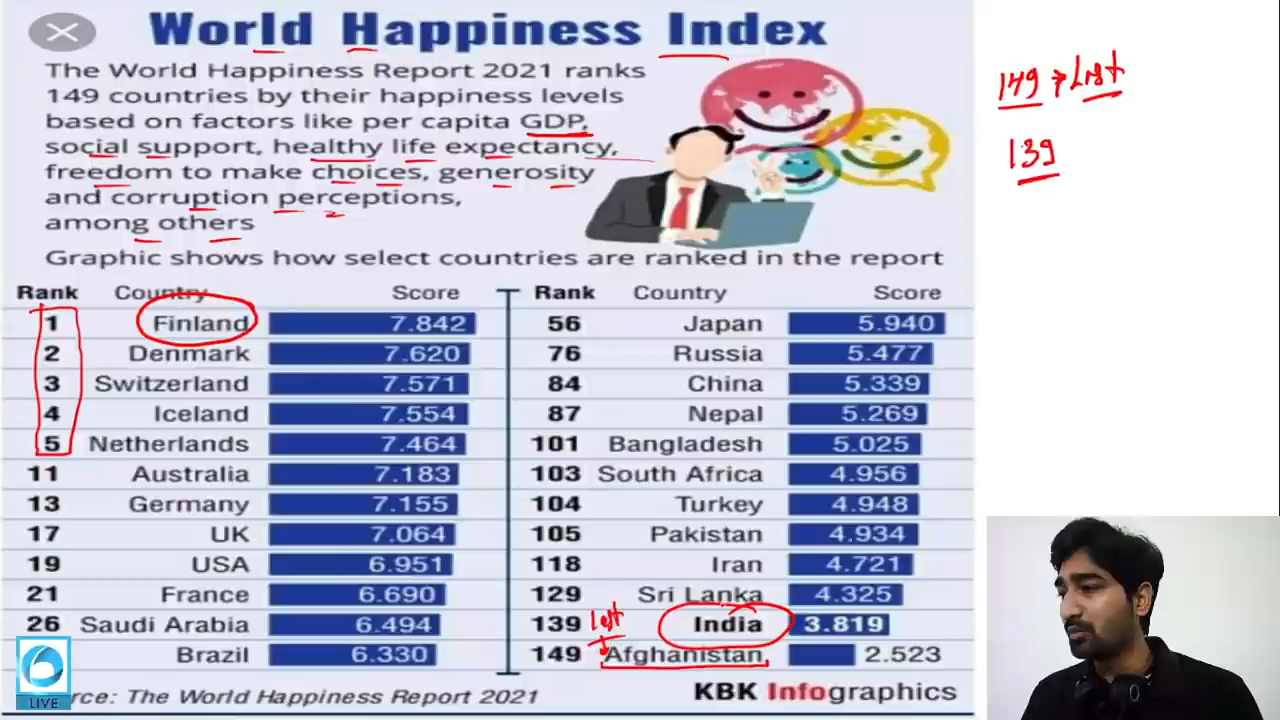 World Happiness Index
The World Happiness Report 2021 ranks
149 countries by their happiness levels
based on factors like per capita GDP,
social support, healthy life expectancy,
freedom to make choices, generosity
and corruption perceptions,
among others
Graphic shows how select countries are ranked in the report
Rank Country Score
1 Finland 7.842
2 Denmark 7.620
3 Switzerland 7.571
4 Iceland 7.554
5 Netherlands 7.464
11 Australia 7.183
13 Germany 7.155
17 UK 7.064
19 USA 6.951
21 France 6.690
26 Saudi Arabia 6.494
Brazil 6.330
Rank Country Score
56 Japan 5.940
76 Russia 5.477
84 China 5.339
87 Nepal 5.269
101 Bangladesh 5.025
103 South Africa 4.956
104 Turkey 4.948
105 Pakistan 4.934
118 Iran 4.721
129 Sri Lanka 4.325
last
139 India 3.819
149 Afghanistan 2.523
rce: The World Happiness Report 2021
KBK Infographics
LIVE
149 → List
139